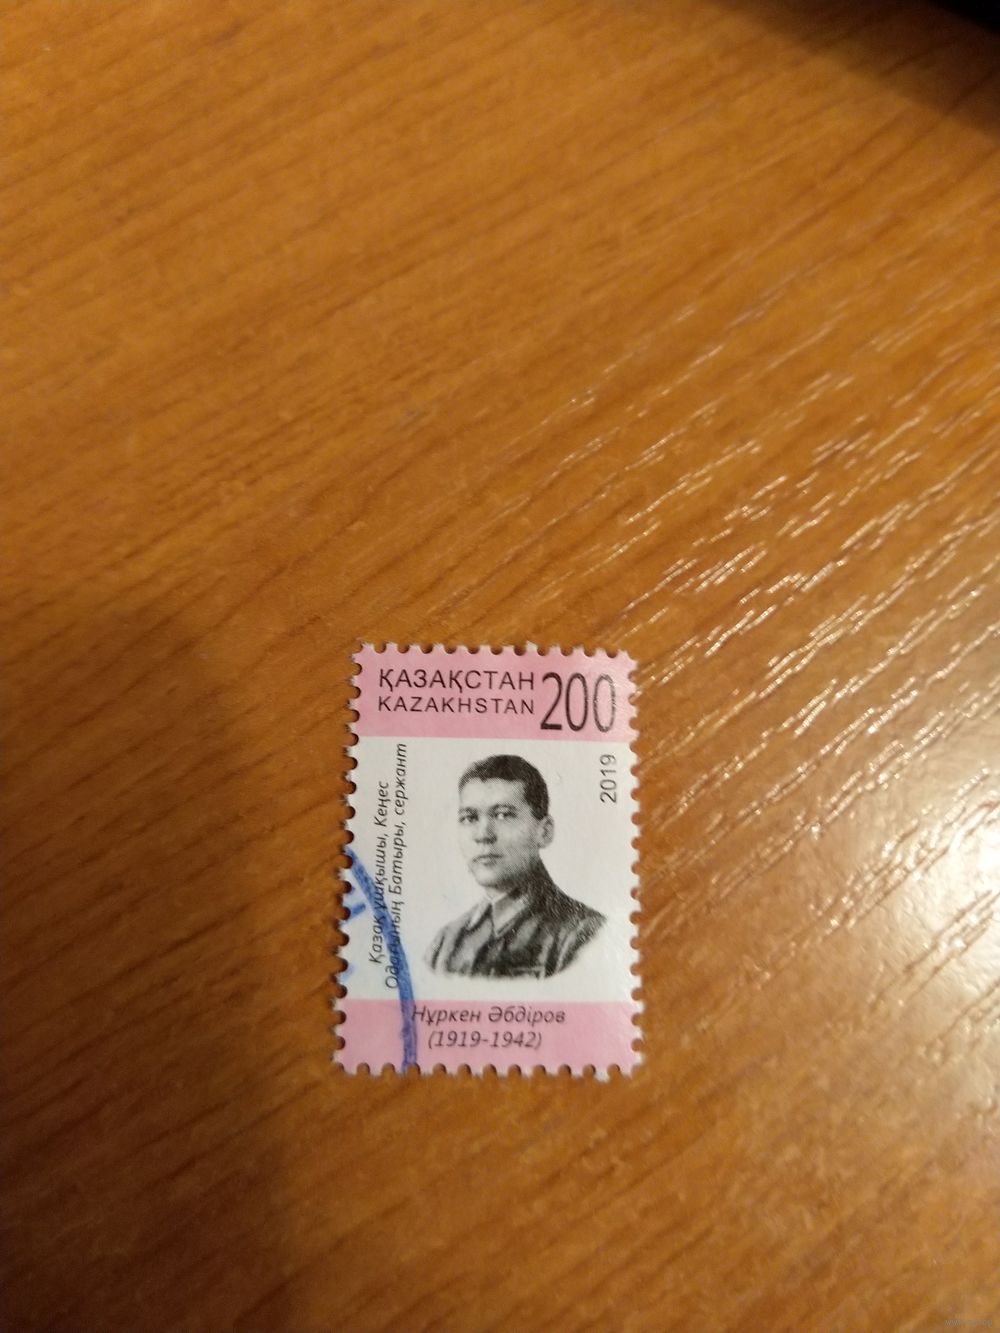 ҚАЗАҚСТАН
KAZAKHSTAN
200
2019
Қазақ ұшқышы, Кеңес
Одағының Батыры, сержант
Нұркен Әбдіров
(1919-1942)